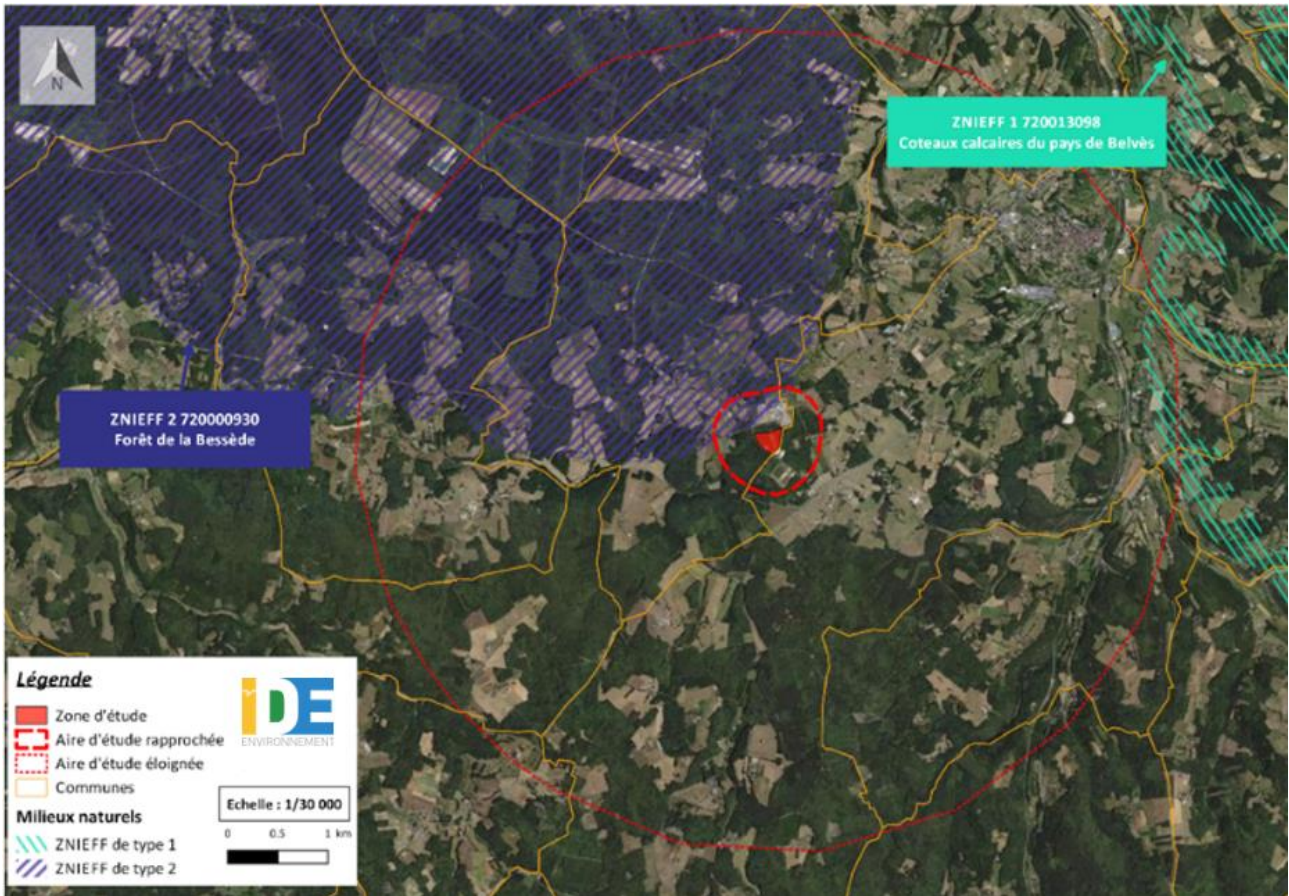 N
ZNIEFF 1 720013098
Coteaux calcaires du pays de Belvès
ZNIEFF 2 720000930
Forêt de la Bessède
Légende
Zone d'étude
Aire d'étude rapprochée
Aire d'étude éloignée
Communes
Milieux naturels
ZNIEFF de type 1
ZNIEFF de type 2
iDE
ENVIRONNEMENT
Echelle : 1/30 000
0 0.5 1 km